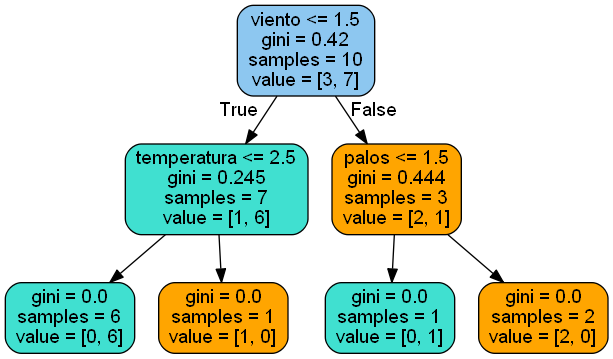 viento <= 1.5
gini = 0.42
samples = 10
value = [3, 7]
True
False
temperatura <= 2.5
gini = 0.245
samples = 7
value = [1, 6]
palos <= 1.5
gini = 0.444
samples = 3
value = [2, 1]
gini = 0.0
samples = 6
value = [0, 6]
gini = 0.0
samples = 1
value = [1, 0]
gini = 0.0
samples = 1
value = [0, 1]
gini = 0.0
samples = 2
value = [2, 0]